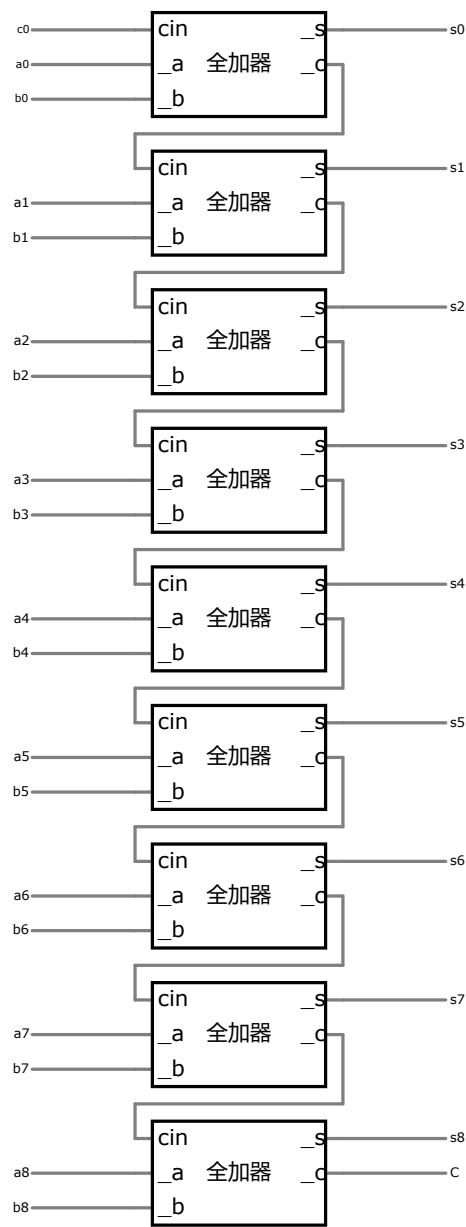 c0 cin _s s0
a0 _a 全加器 _c
b0 _b
cin _s s1
a1 _a 全加器 _c
b1 _b
cin _s s2
a2 _a 全加器 _c
b2 _b
cin _s s3
a3 _a 全加器 _c
b3 _b
cin _s s4
a4 _a 全加器 _c
b4 _b
cin _s s5
a5 _a 全加器 _c
b5 _b
cin _s s6
a6 _a 全加器 _c
b6 _b
cin _s s7
a7 _a 全加器 _c
b7 _b
cin _s s8
a8 _a 全加器 _c C
b8 _b